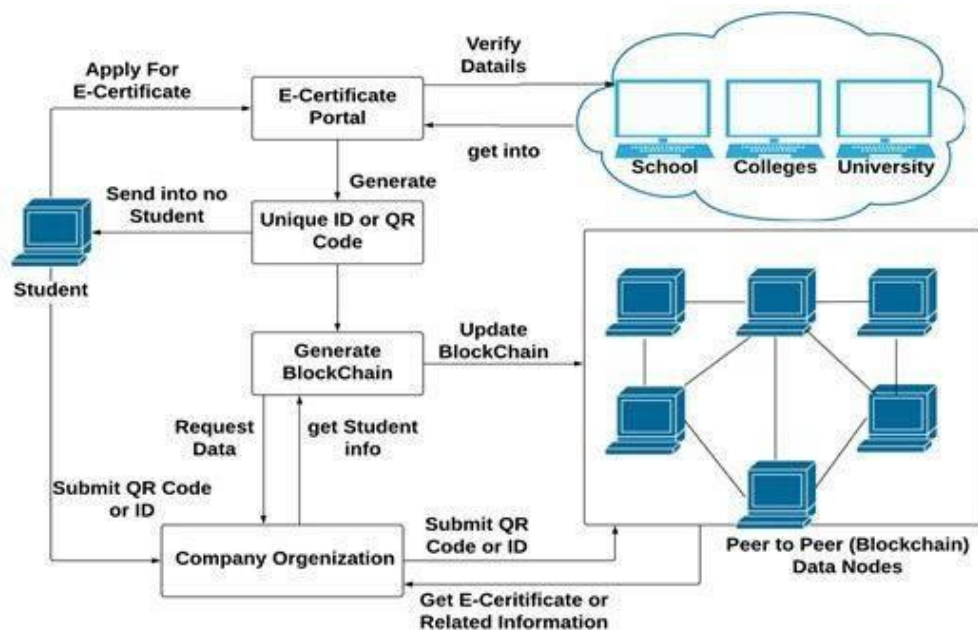 Verify
Datails
Apply For
E-Certificate
E-Certificate
Portal
get into
School
Colleges
University
Generate
Send into no
Student
Unique ID or QR
Code
Student
Generate
BlockChain
Update
BlockChain
Request
Data
get Student
info
Submit QR Code
or ID
Company Orgenization
Submit QR
Code or ID
Peer to Peer (Blockchain)
Data Nodes
Get E-Ceritificate or
Related Information